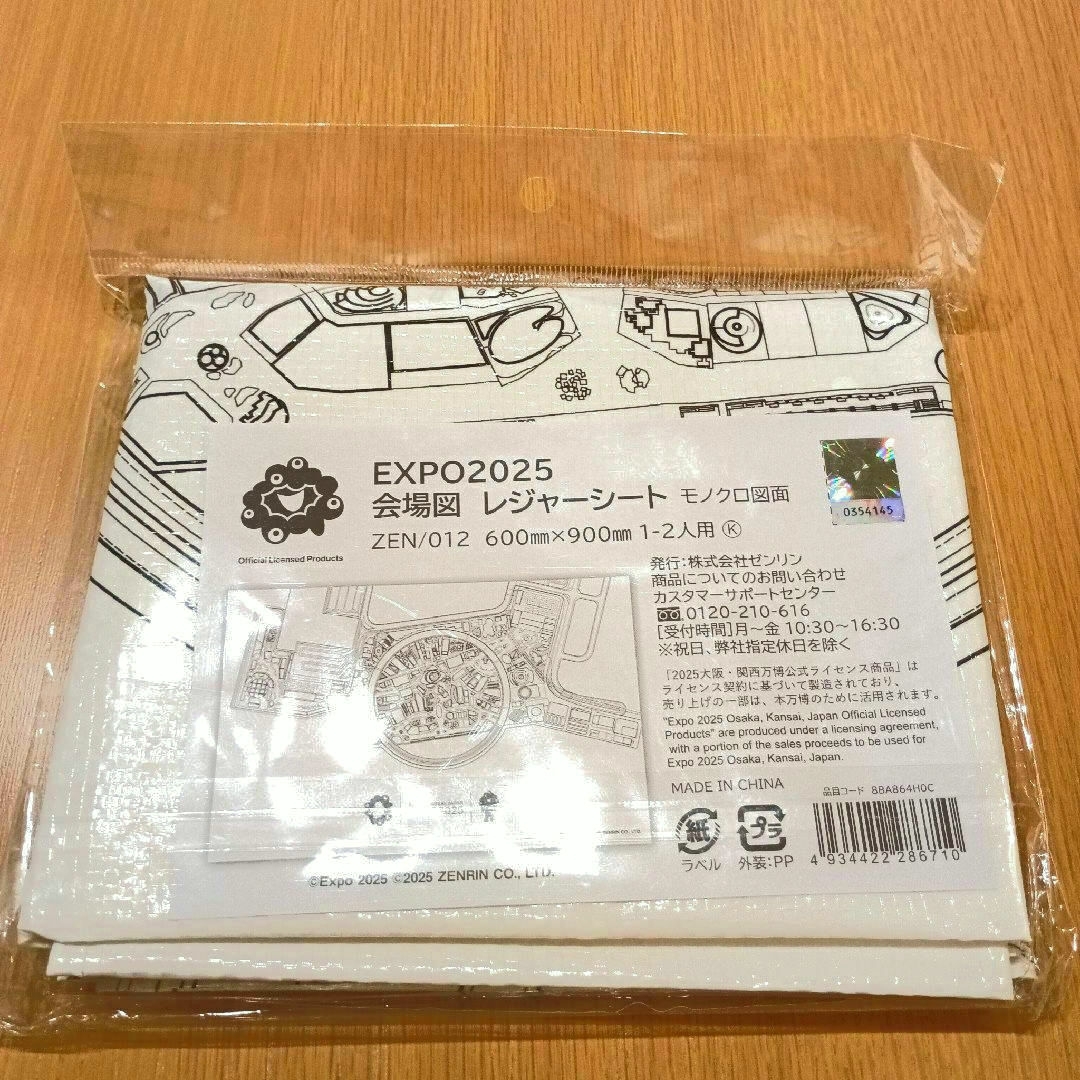 EXPO2025
会場図 レジャーシート モノクロ図面
ZEN/012 600mm×900mm 1-2人用 Ⓚ
0354145
Official Licensed Products
発行：株式会社ゼンリン
商品についてのお問い合わせ
カスタマーサポートセンター
0120-210-616
[受付時間]月～金 10:30～16:30
※祝日、弊社指定休日を除く
「2025大阪・関西万博公式ライセンス商品」は
ライセンス契約に基づいて製造されており、
売り上げの一部は、本万博のために活用されます。
"Expo 2025 Osaka, Kansai, Japan Official Licensed
Products" are produced under a licensing agreement,
with a portion of the sales proceeds to be used for
Expo 2025 Osaka, Kansai, Japan.
MADE IN CHINA
品目コード 8BA864H0C
紙
ラベル
プラ
外装：PP
4 934422 286710
©Expo 2025 ©2025 ZENRIN CO., LTD.